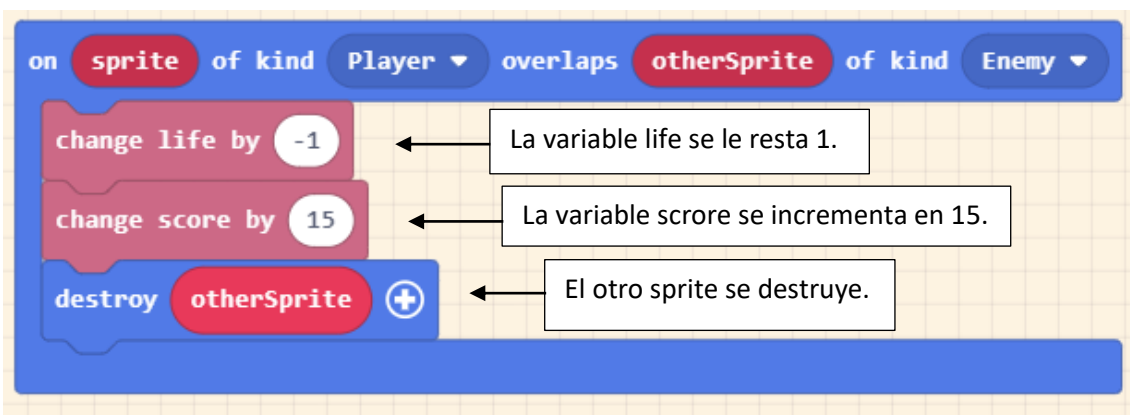 on sprite of kind Player overlaps otherSprite of kind Enemy
change life by -1
La variable life se le resta 1.
change score by 15
La variable scrore se incrementa en 15.
destroy otherSprite
El otro sprite se destruye.